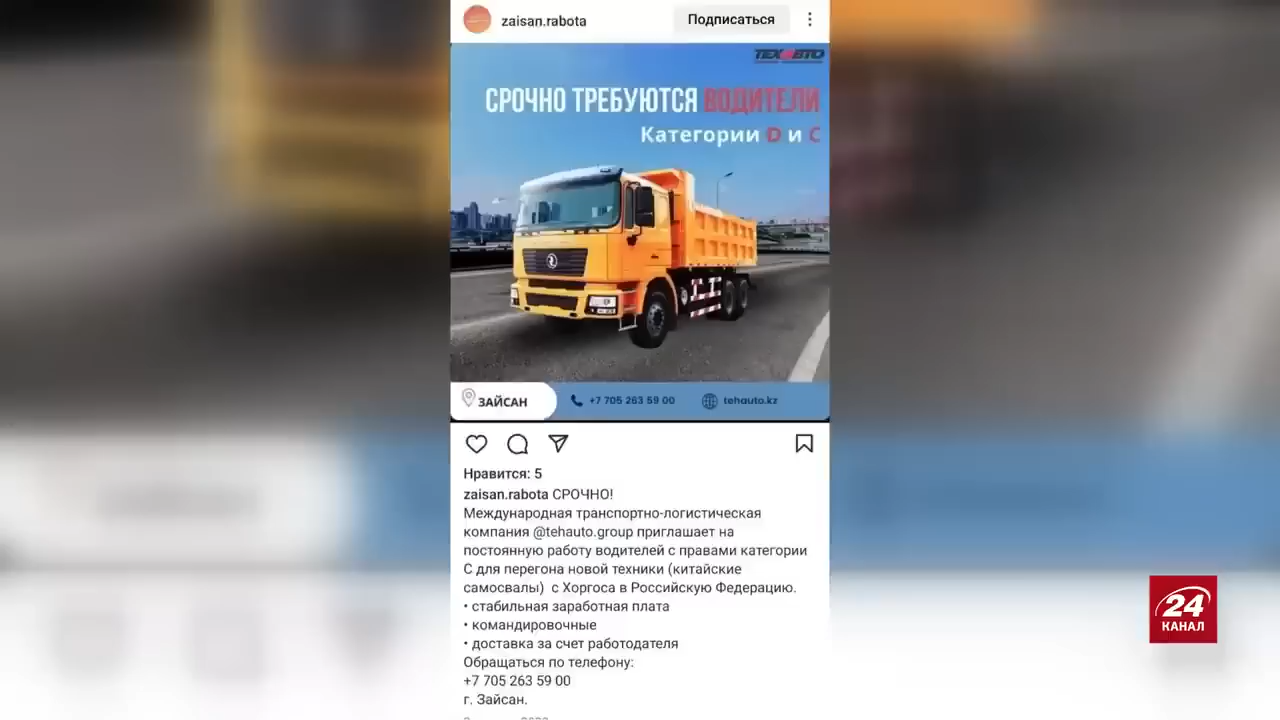 zaisan.rabota
Подписаться
ТЕХАВТО
СРОЧНО ТРЕБУЮТСЯ ВОДИТЕЛИ
Категории D и С
ЗАЙСАН
+7 705 263 59 00
tehauto.kz
Нравится: 5
zaisan.rabota СРОЧНО!
Международная транспортно-логистическая
компания @tehauto.group приглашает на
постоянную работу водителей с правами категории
С для перегона новой техники (китайские
самосвалы) с Хоргоса в Российскую Федерацию.
• стабильная заработная плата
• командировочные
• доставка за счет работодателя
Обращаться по телефону:
+7 705 263 59 00
г. Зайсан.
24
КАНАЛ